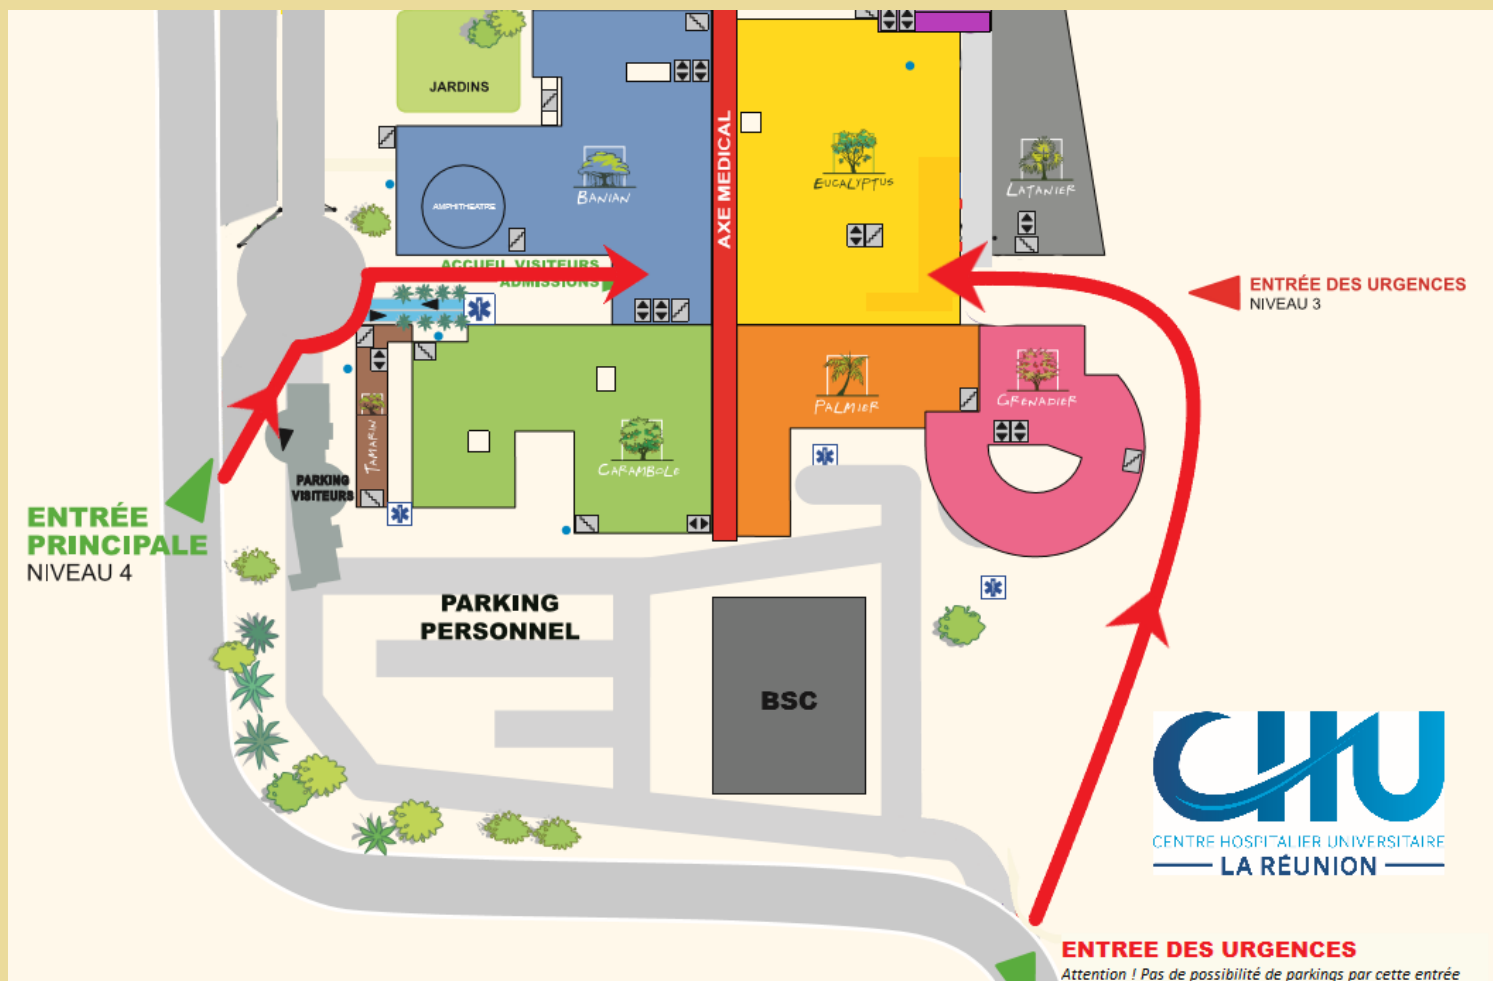 JARDINS
AXE MEDICAL
BANIAN
AMPHITHEATRE
EUCALYPTUS
LATANIER
ACCUEIL VISITEURS
ADMISSIONS
ENTRÉE DES URGENCES
NIVEAU 3
TAMARIN
CARAMBOLE
PALMIER
GRENADIER
PARKING
VISITEURS
ENTRÉE
PRINCIPALE
NIVEAU 4
PARKING
PERSONNEL
BSC
CHU
CENTRE HOSPITALIER UNIVERSITAIRE
LA RÉUNION
ENTREE DES URGENCES
Attention ! Pas de possibilité de parkings par cette entrée